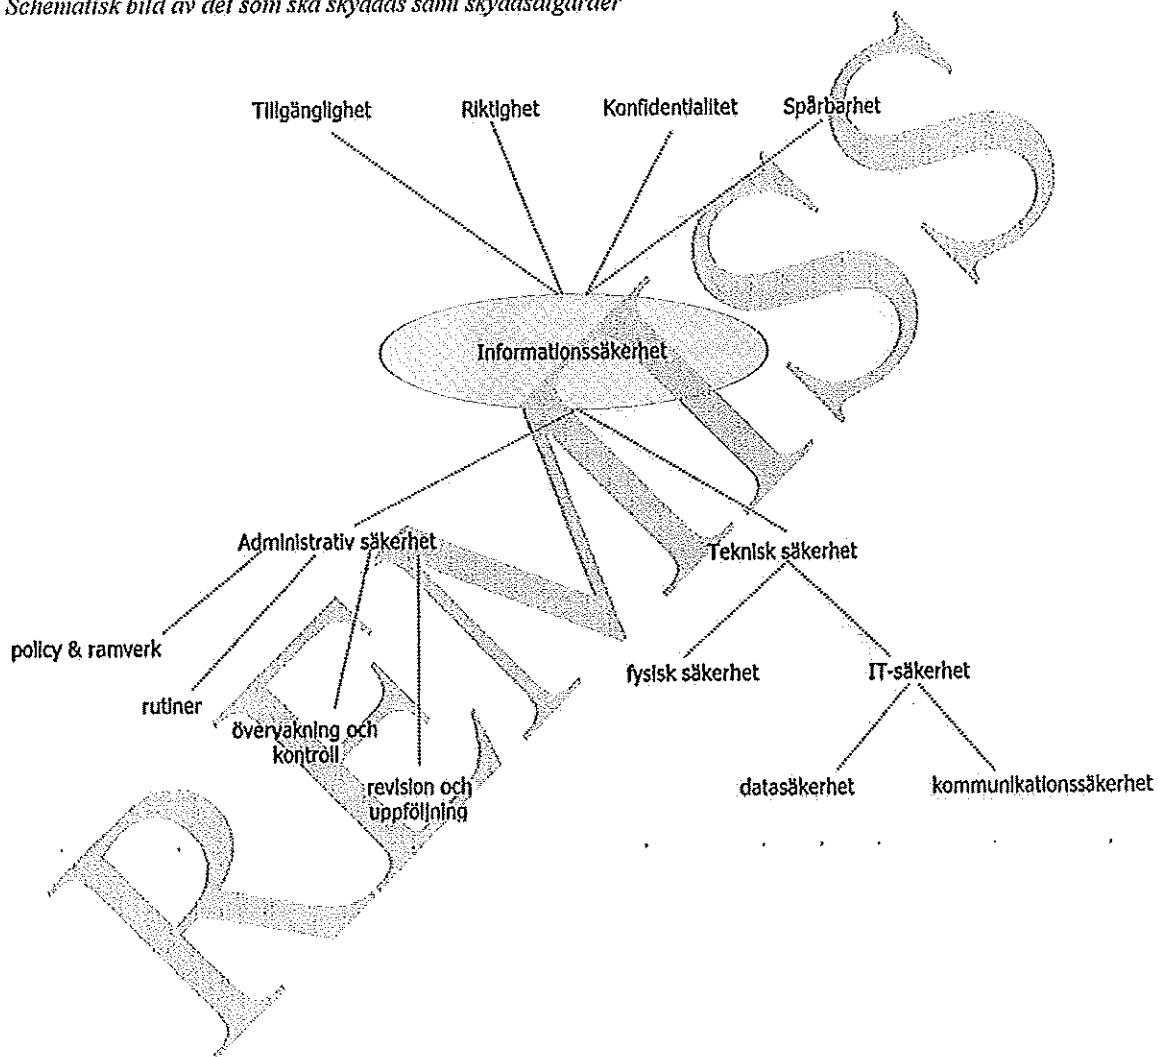 Schematisk bild av det som ska skyddas samt skyddsåtgärder
Tillgänglighet Riktighet Konfidentialitet Spårbarhet
Informationssäkerhet
Administrativ säkerhet Teknisk säkerhet
policy & ramverk
rutiner
övervakning och
kontroll
revision och
uppföljning
fysisk säkerhet IT-säkerhet
datasäkerhet kommunikationssäkerhet
REMISS